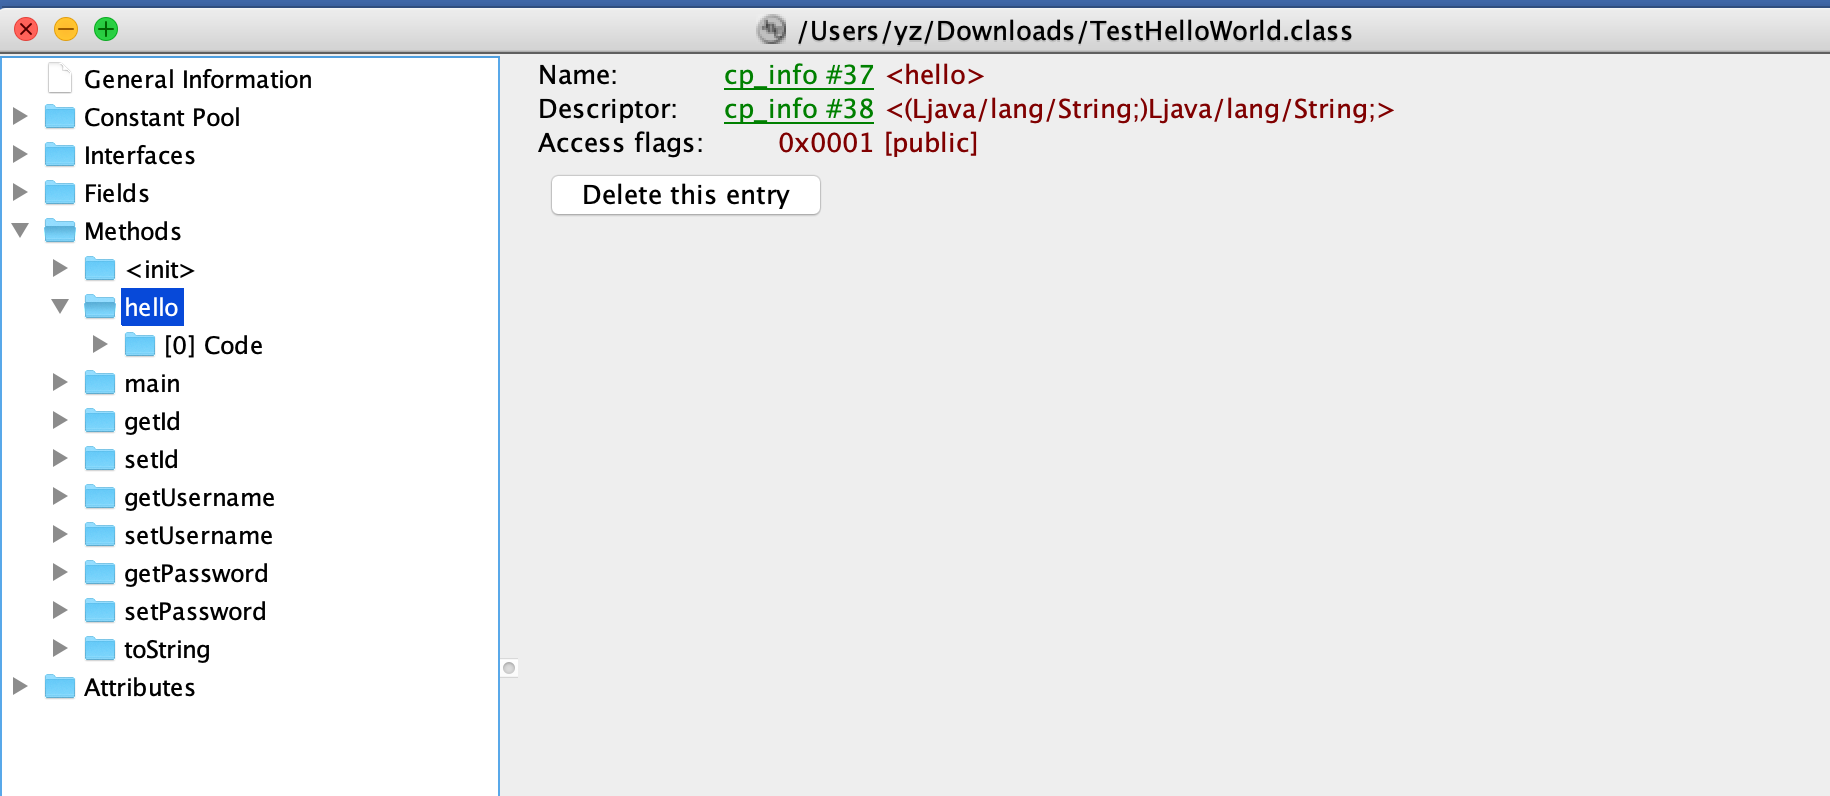 /Users/yz/Downloads/TestHelloWorld.class
General Information
Constant Pool
Interfaces
Fields
Methods
<init>
hello
[0] Code
main
getId
setId
getUsername
setUsername
getPassword
setPassword
toString
Attributes
Name: cp_info #37 <hello>
Descriptor: cp_info #38 <(Ljava/lang/String;)Ljava/lang/String;>
Access flags: 0x0001 [public]
Delete this entry